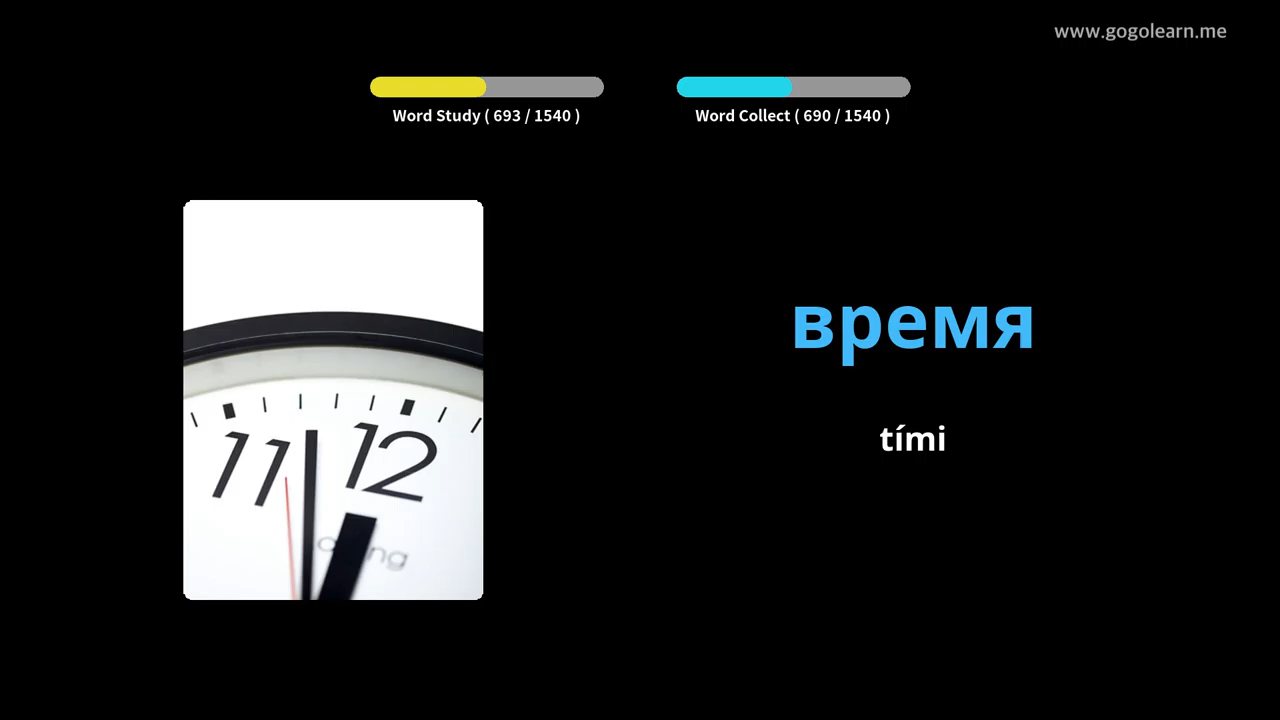 www.gogolearn.me
Word Study ( 693 / 1540 )
Word Collect ( 690 / 1540 )
11
12
время
tími